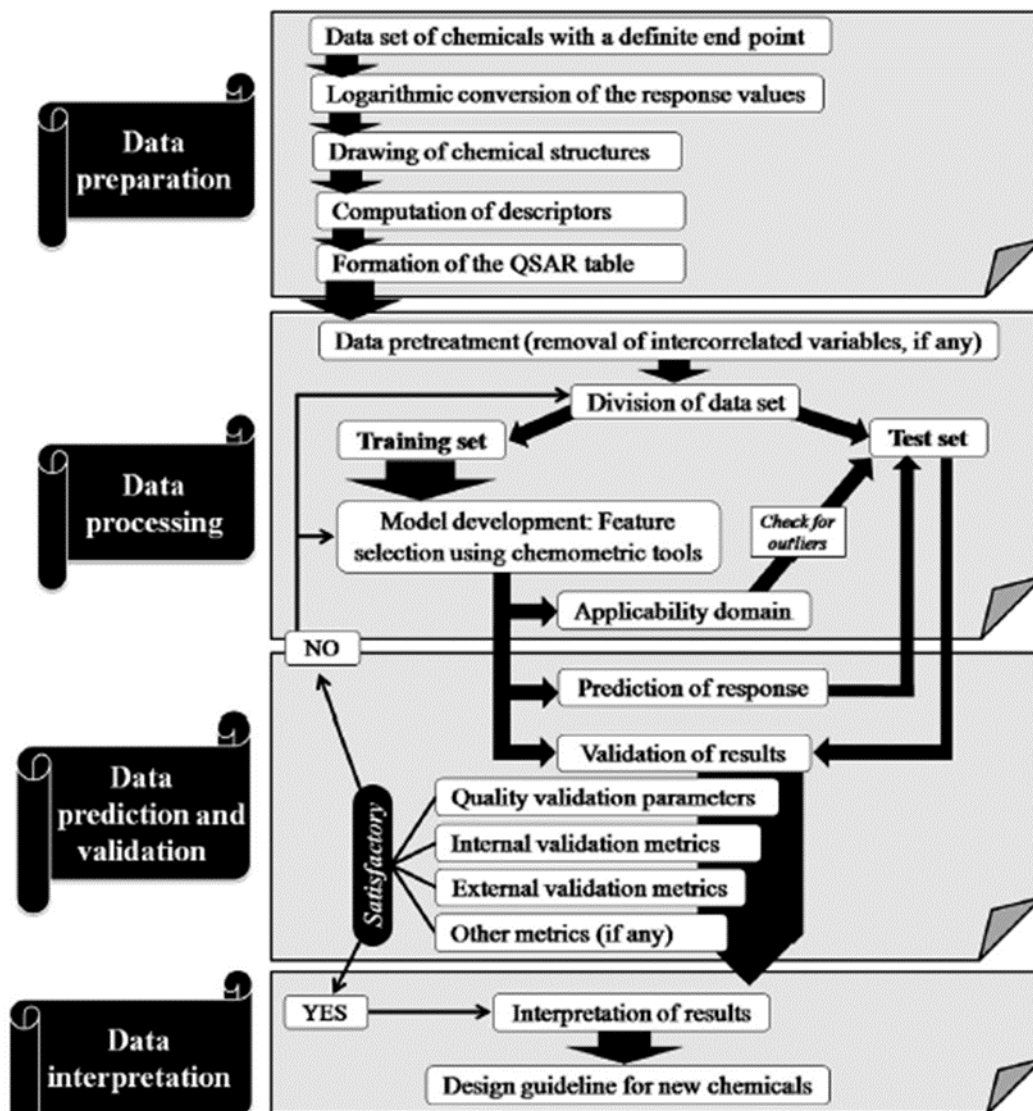 Data
preparation
Data set of chemicals with a definite end point
Logarithmic conversion of the response values
Drawing of chemical structures
Computation of descriptors
Formation of the QSAR table
Data
processing
Data pretreatment (removal of intercorrelated variables, if any)
Division of data set
Training set
Test set
Model development: Feature
selection using chemometric tools
Check for
outliers
Applicability domain
NO
Data
prediction and
validation
Prediction of response
Validation of results
Satisfactory
Quality validation parameters
Internal validation metrics
External validation metrics
Other metrics (if any)
Data
interpretation
YES
Interpretation of results
Design guideline for new chemicals